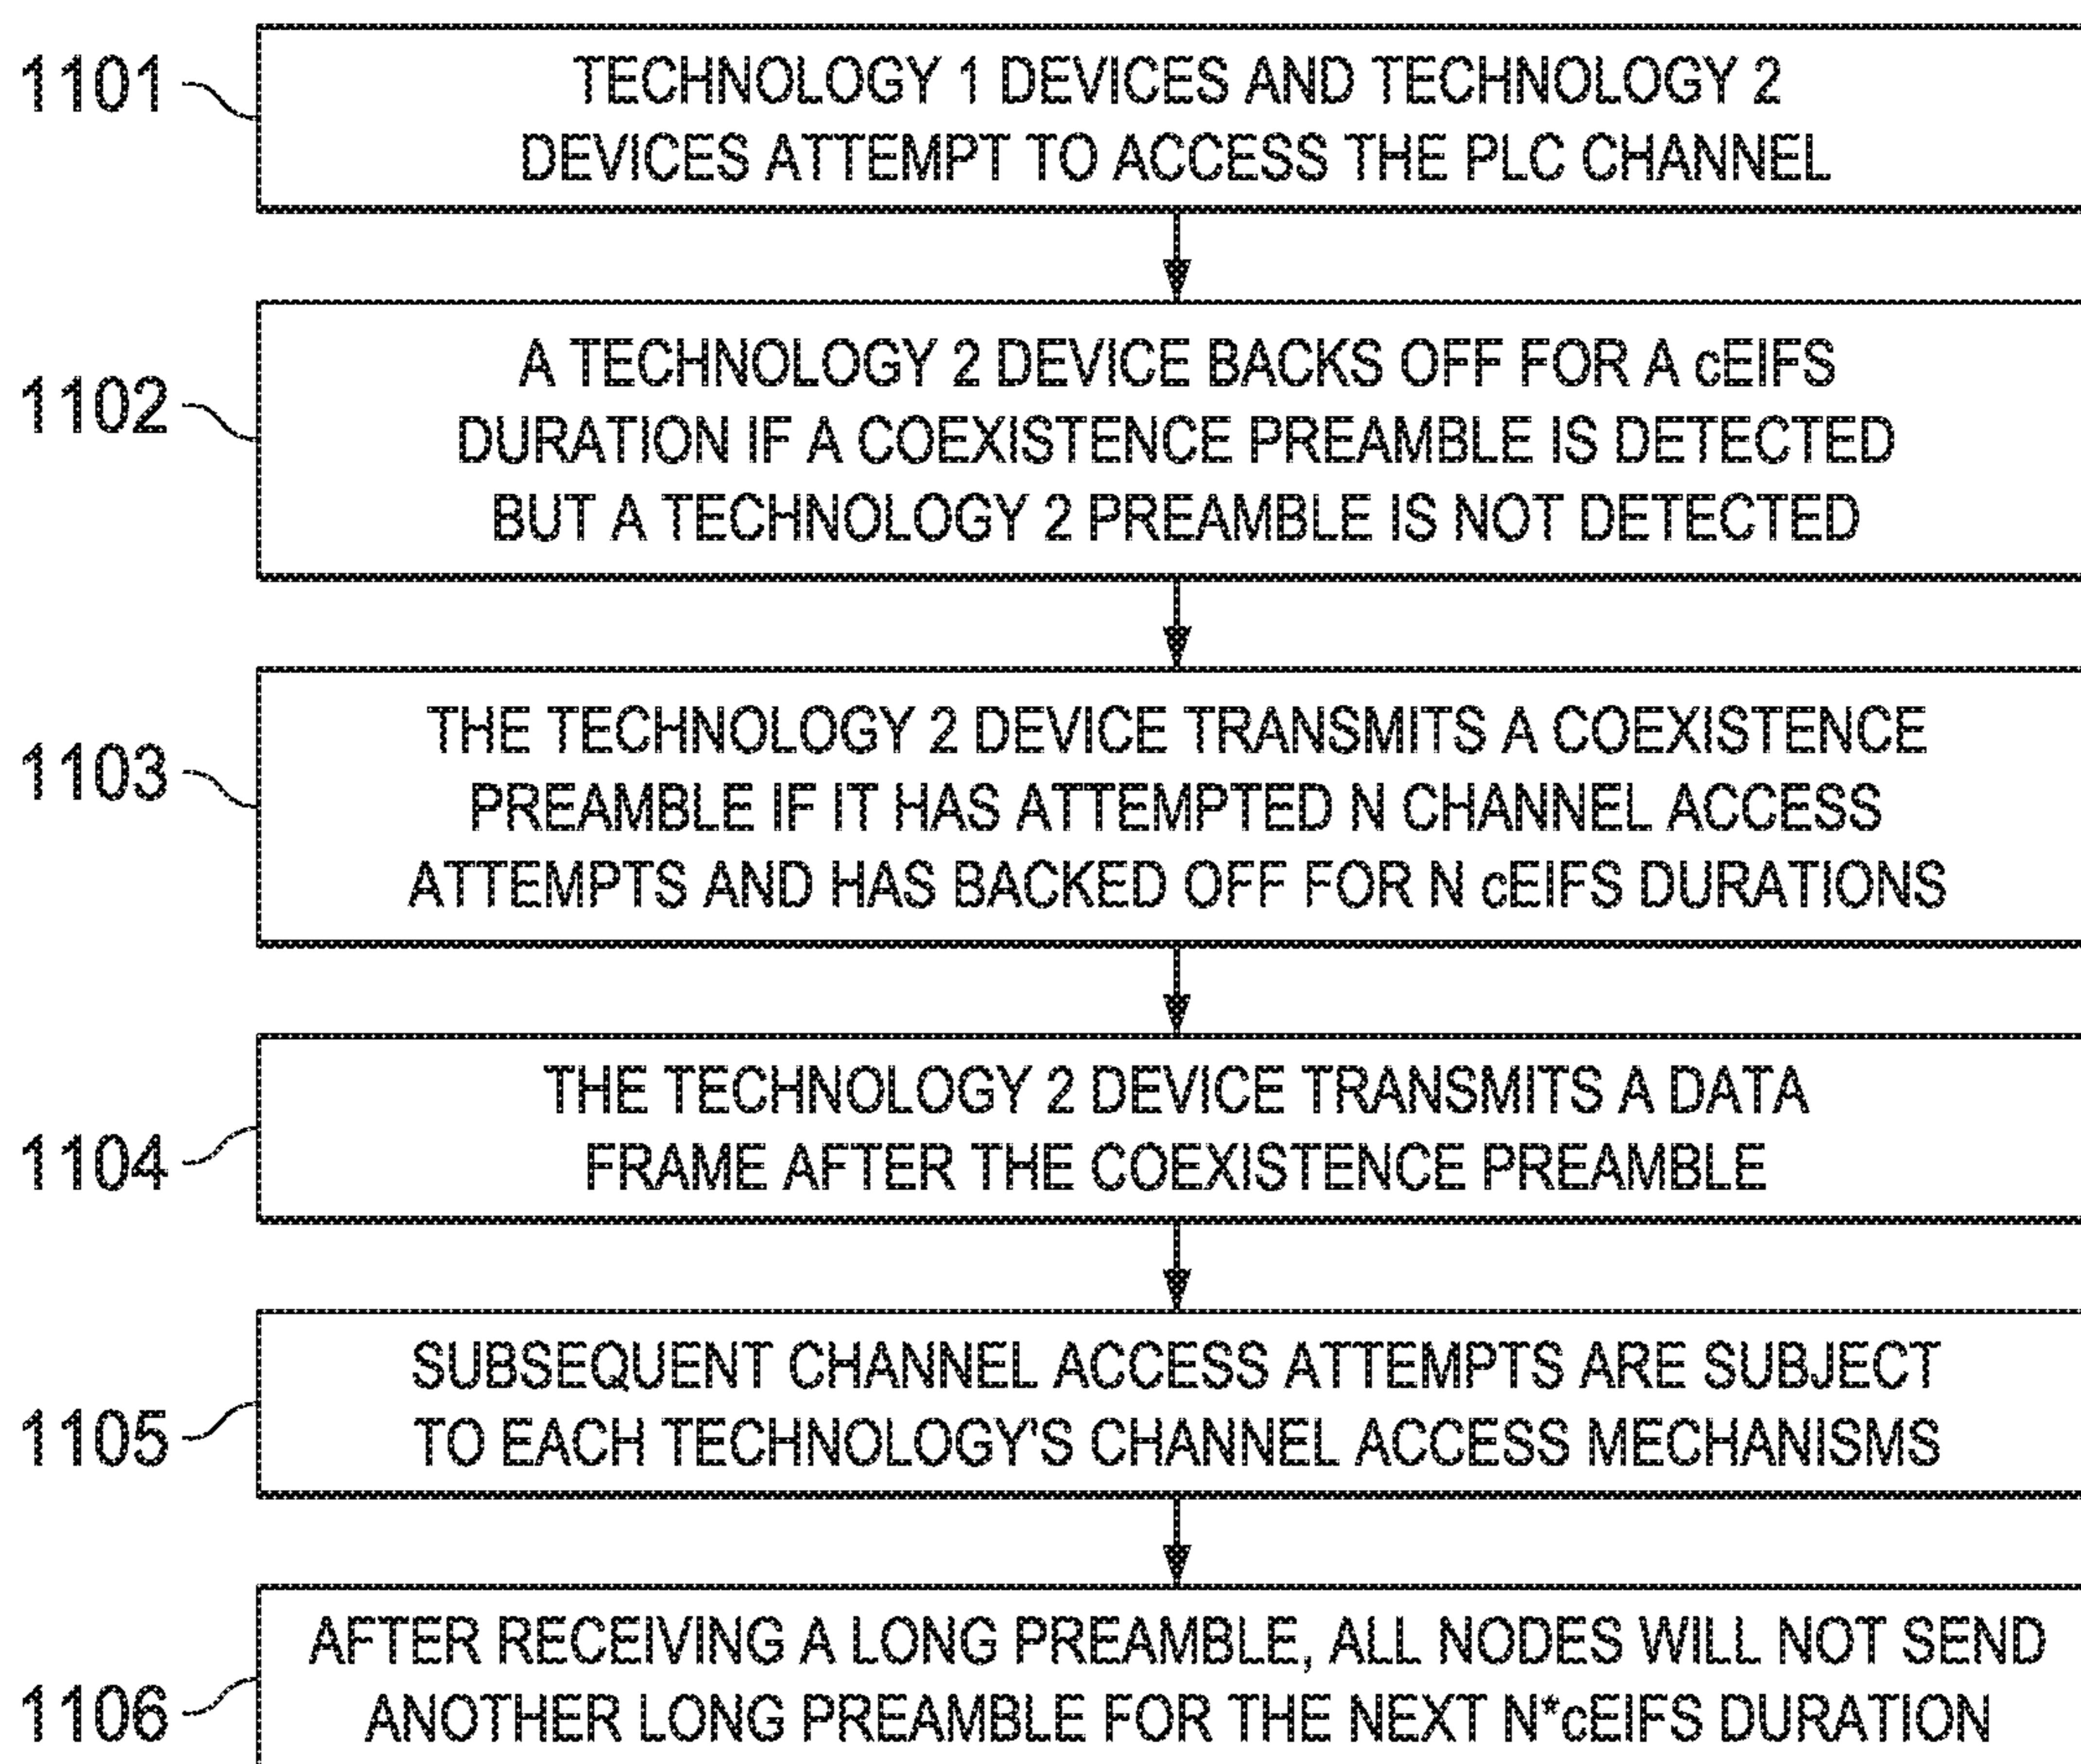 1101
TECHNOLOGY 1 DEVICES AND TECHNOLOGY 2
DEVICES ATTEMPT TO ACCESS THE PLC CHANNEL
1102
A TECHNOLOGY 2 DEVICE BACKS OFF FOR A cEIFS
DURATION IF A COEXISTENCE PREAMBLE IS DETECTED
BUT A TECHNOLOGY 2 PREAMBLE IS NOT DETECTED
1103
THE TECHNOLOGY 2 DEVICE TRANSMITS A COEXISTENCE
PREAMBLE IF IT HAS ATTEMPTED N CHANNEL ACCESS
ATTEMPTS AND HAS BACKED OFF FOR N cEIFS DURATIONS
1104
THE TECHNOLOGY 2 DEVICE TRANSMITS A DATA
FRAME AFTER THE COEXISTENCE PREAMBLE
1105
SUBSEQUENT CHANNEL ACCESS ATTEMPTS ARE SUBJECT
TO EACH TECHNOLOGY'S CHANNEL ACCESS MECHANISMS
1106
AFTER RECEIVING A LONG PREAMBLE, ALL NODES WILL NOT SEND
ANOTHER LONG PREAMBLE FOR THE NEXT N*cEIFS DURATION